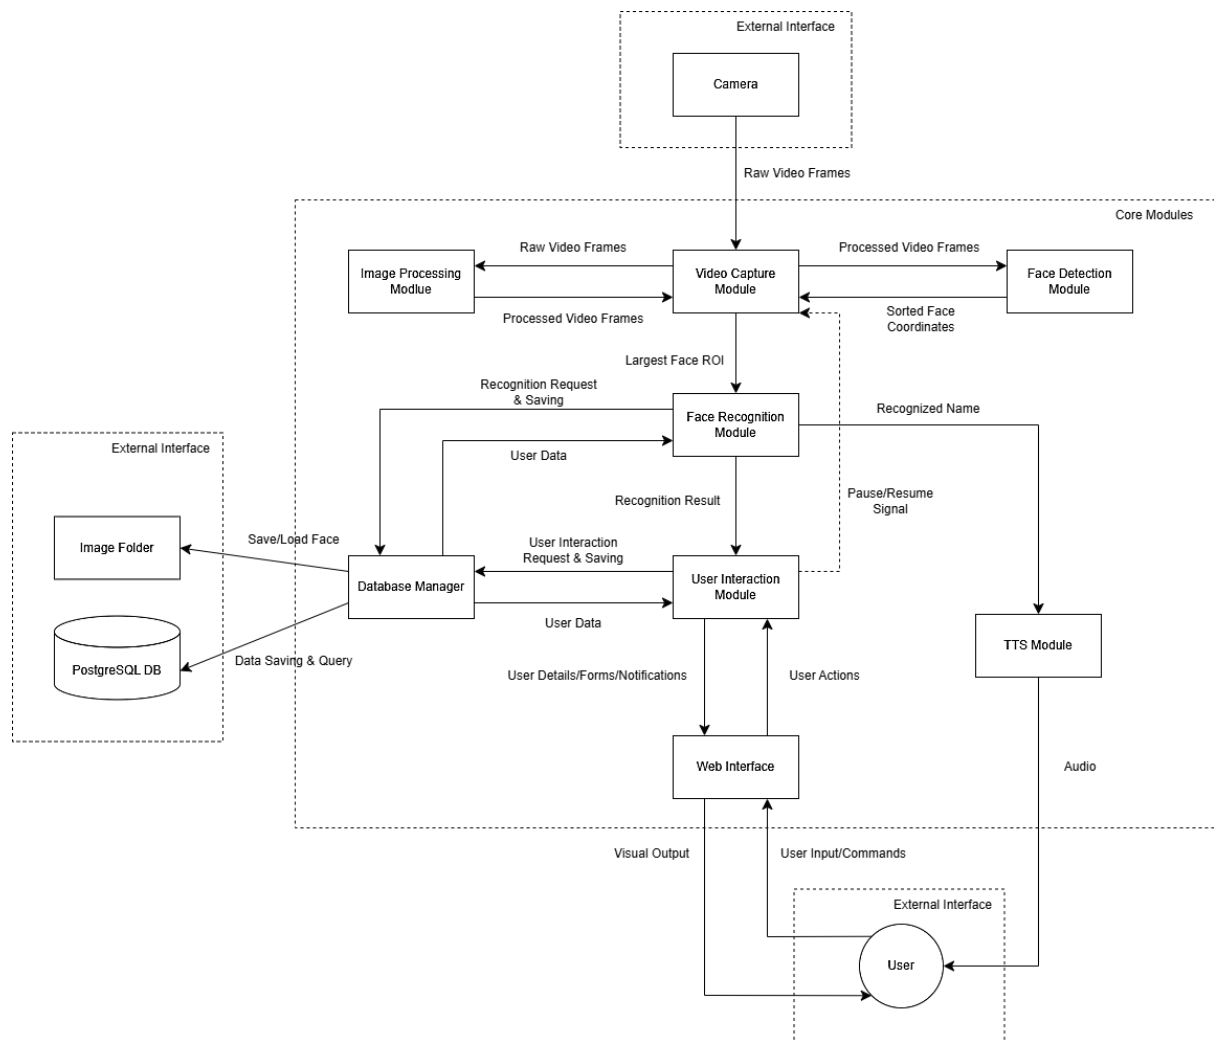 External Interface
Camera
Raw Video Frames
Core Modules
Raw Video Frames
Processed Video Frames
Image Processing
Modlue
Video Capture
Module
Face Detection
Module
Processed Video Frames
Sorted Face
Coordinates
Largest Face ROI
Recognition Request
& Saving
Face Recognition
Module
Recognized Name
External Interface
User Data
Recognition Result
Pause/Resume
Signal
Image Folder
Save/Load Face
User Interaction
Request & Saving
Database Manager
User Interaction
Module
User Data
TTS Module
PostgreSQL DB
Data Saving & Query
User Details/Forms/Notifications
User Actions
Web Interface
Audio
Visual Output
User Input/Commands
External Interface
User